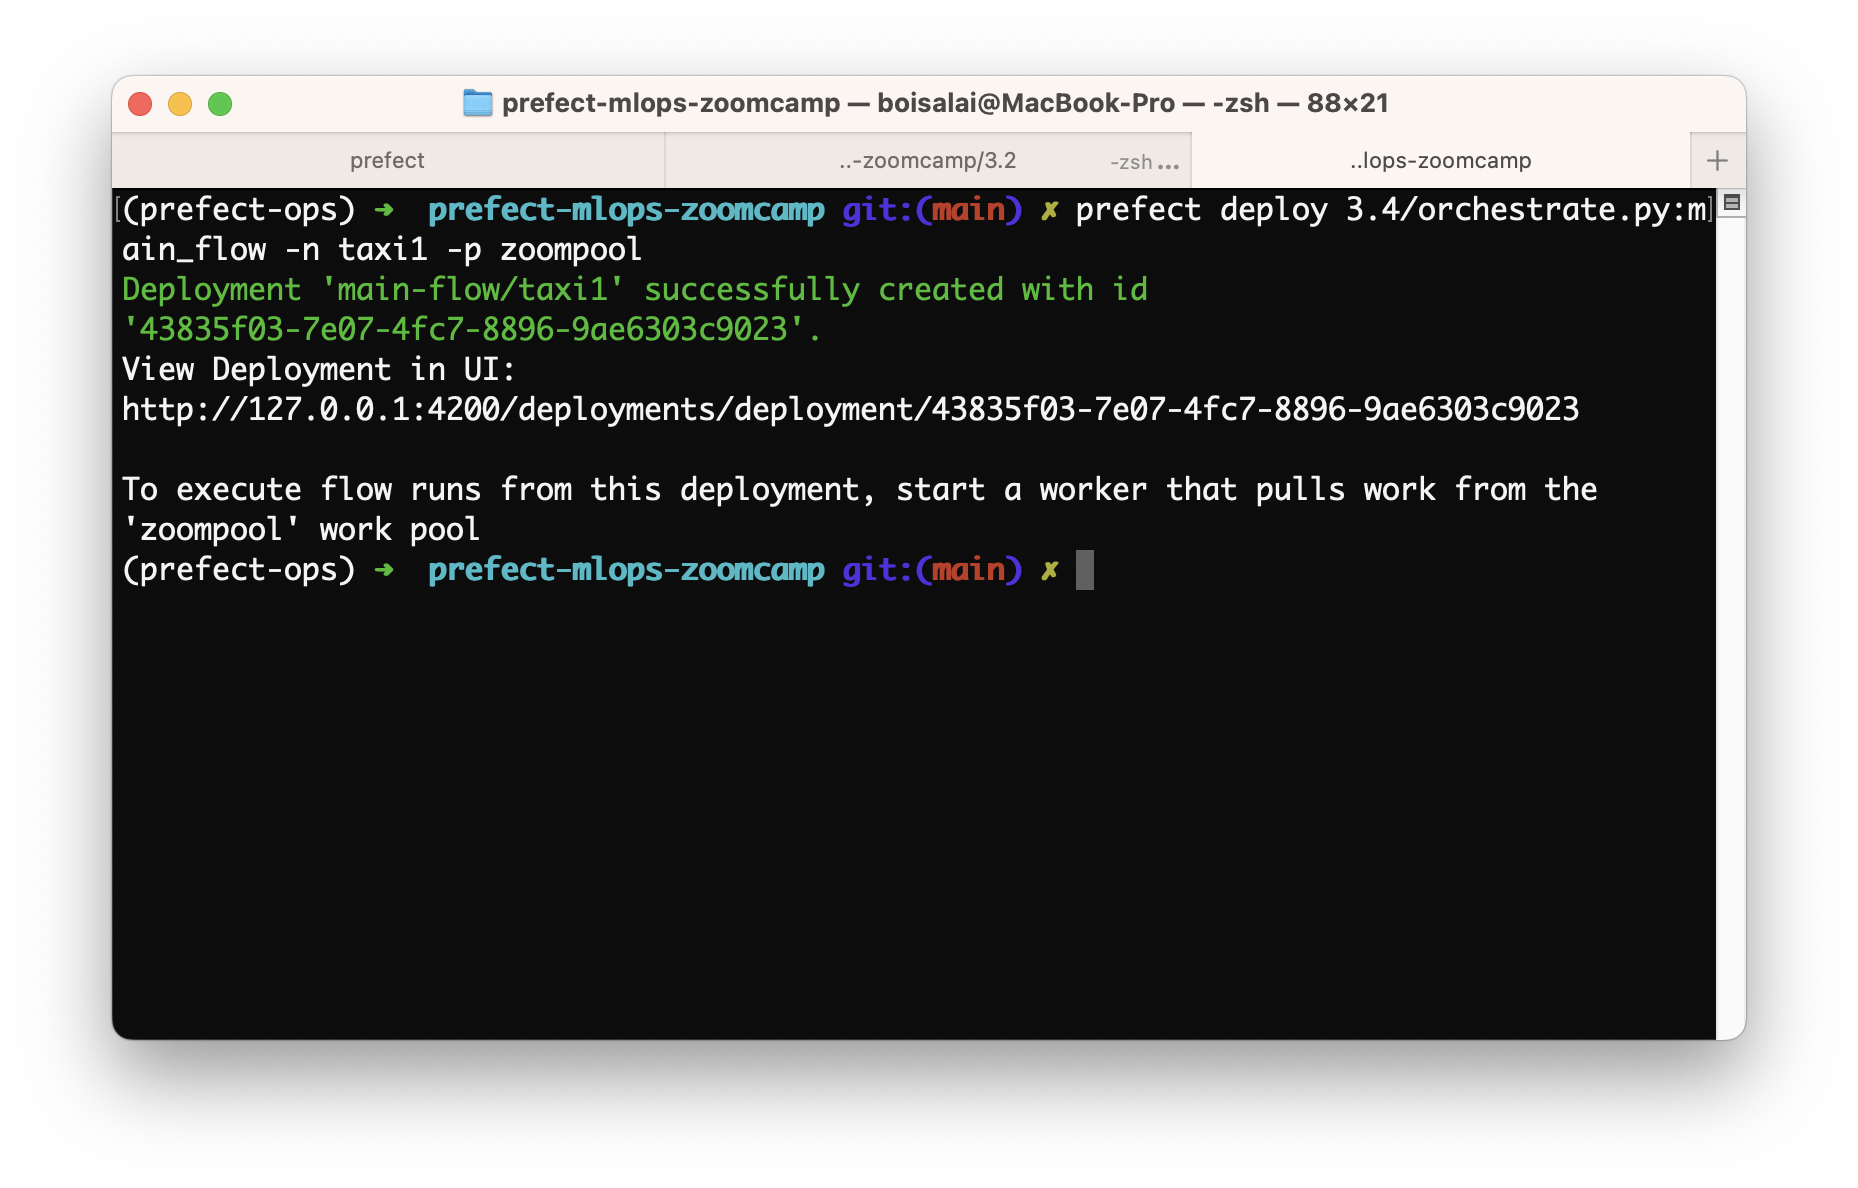 prefect-mlops-zoomcamp — boisalai@MacBook-Pro — -zsh — 88×21
prefect ..-zoomcamp/3.2 -zsh... ..lops-zoomcamp +
[(prefect-ops) ➜  prefect-mlops-zoomcamp git:(main) ✗ prefect deploy 3.4/orchestrate.py:m]
ain_flow -n taxi1 -p zoompool
Deployment 'main-flow/taxi1' successfully created with id
'43835f03-7e07-4fc7-8896-9ae6303c9023'.
View Deployment in UI:
http://127.0.0.1:4200/deployments/deployment/43835f03-7e07-4fc7-8896-9ae6303c9023
To execute flow runs from this deployment, start a worker that pulls work from the
'zoompool' work pool
(prefect-ops) ➜  prefect-mlops-zoomcamp git:(main) ✗